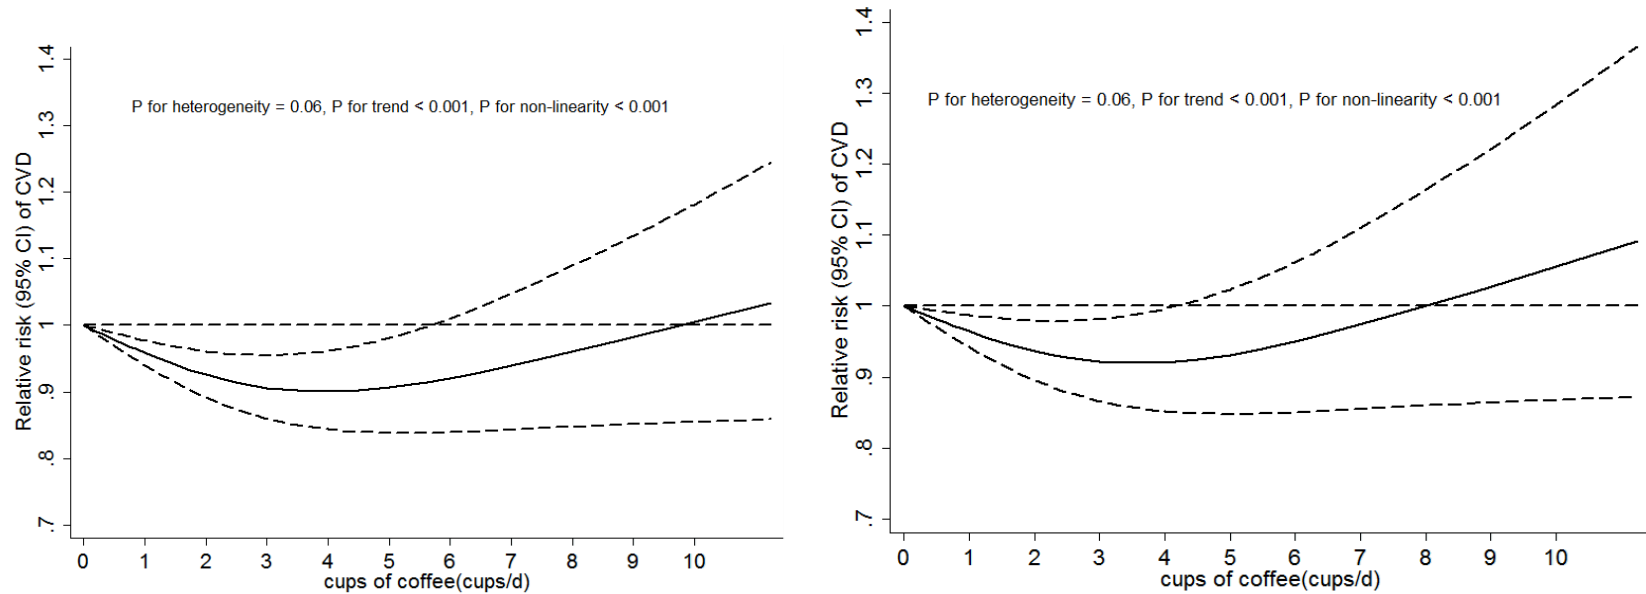 Relative risk (95% CI) of CVD
1.4
1.3
1.2
1.1
1
.9
.8
.7
P for heterogeneity = 0.06, P for trend < 0.001, P for non-linearity < 0.001
0 1 2 3 4 5 6 7 8 9 10
cups of coffee(cups/d)
Relative risk (95% CI) of CVD
1.4
1.3
1.2
1.1
1
.9
.8
.7
P for heterogeneity = 0.06, P for trend < 0.001, P for non-linearity < 0.001
0 1 2 3 4 5 6 7 8 9 10
cups of coffee(cups/d)